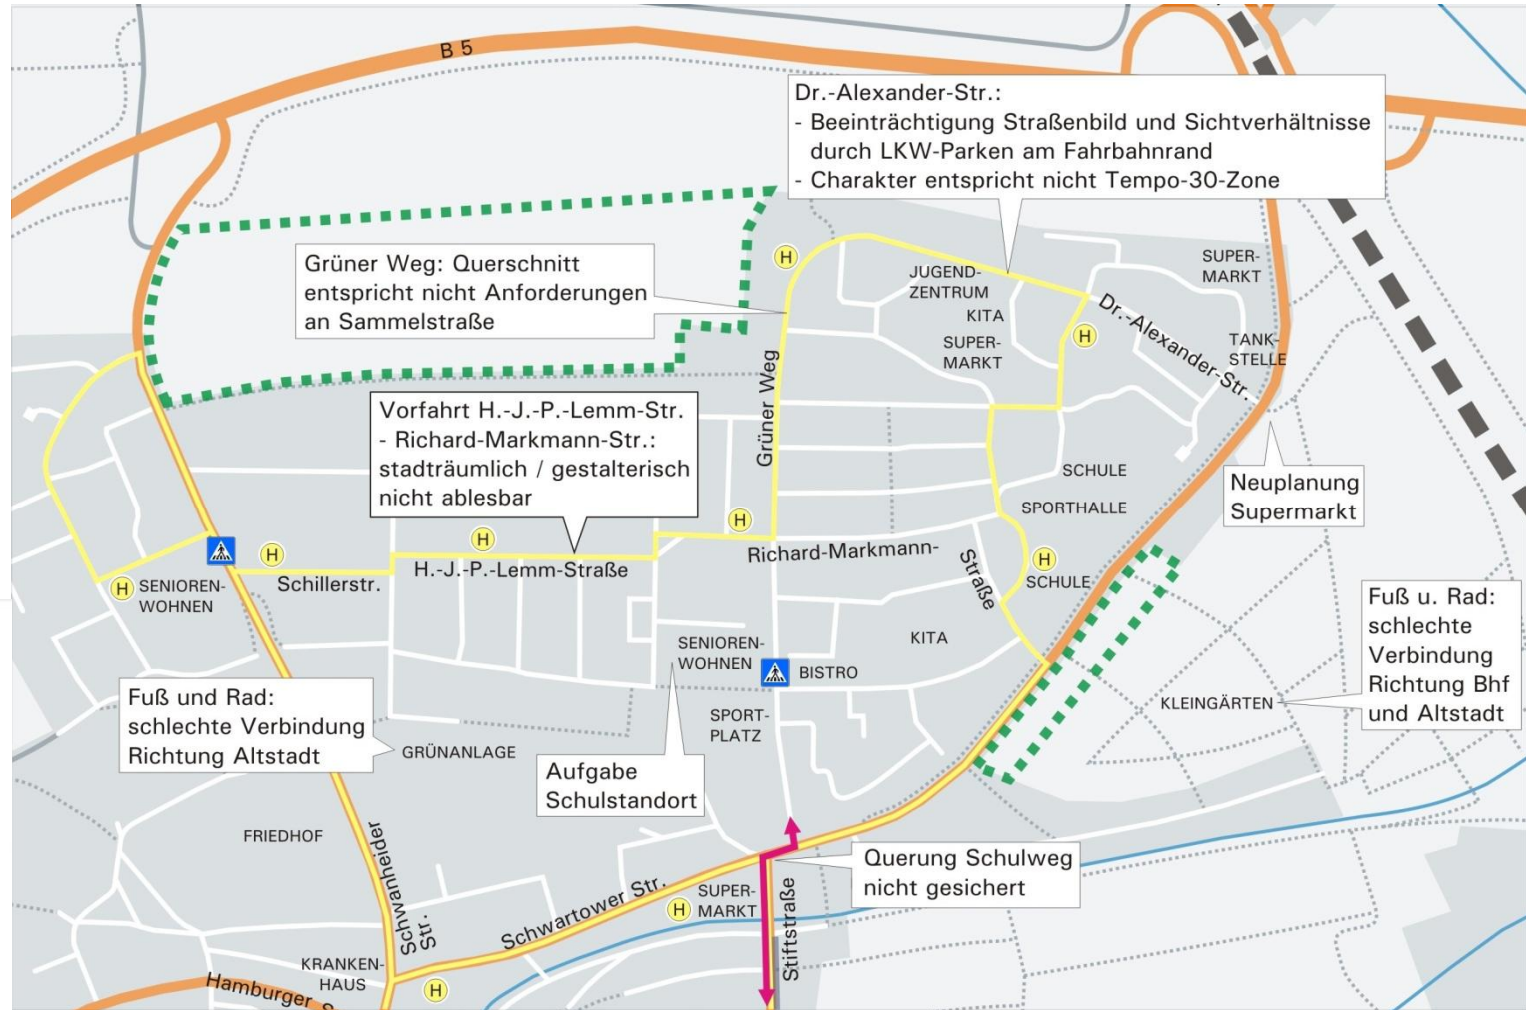 B 5
Dr.-Alexander-Str.:
- Beeinträchtigung Straßenbild und Sichtverhältnisse
durch LKW-Parken am Fahrbahnrand
- Charakter entspricht nicht Tempo-30-Zone
Grüner Weg: Querschnitt
entspricht nicht Anforderungen
an Sammelstraße
H
JUGEND-
ZENTRUM
KITA
SUPER-
MARKT
SUPER-
MARKT
H
Dr.-Alexander-Str.
TANK-
STELLE
Grüner Weg
Vorfahrt H.-J.-P.-Lemm-Str.
- Richard-Markmann-Str.:
stadträumlich / gestalterisch
nicht ablesbar
SCHULE
SPORTHALLE
Neuplanung
Supermarkt
H
H
H
H
Schillerstr.
H.-J.-P.-Lemm-Straße
Richard-Markmann-
Straße
H
SCHULE
SENIOREN-
WOHNEN
SENIOREN-
WOHNEN
BISTRO
KITA
Fuß u. Rad:
schlechte
Verbindung
Richtung Bhf
und Altstadt
KLEINGÄRTEN
Fuß und Rad:
schlechte Verbindung
Richtung Altstadt
GRÜNANLAGE
SPORT-
PLATZ
Aufgabe
Schulstandort
FRIEDHOF
Schwanheider
Str.
Schwartower Str.
H
SUPER-
MARKT
Querung Schulweg
nicht gesichert
Stiftstraße
KRANKEN-
HAUS
H
Hamburger S